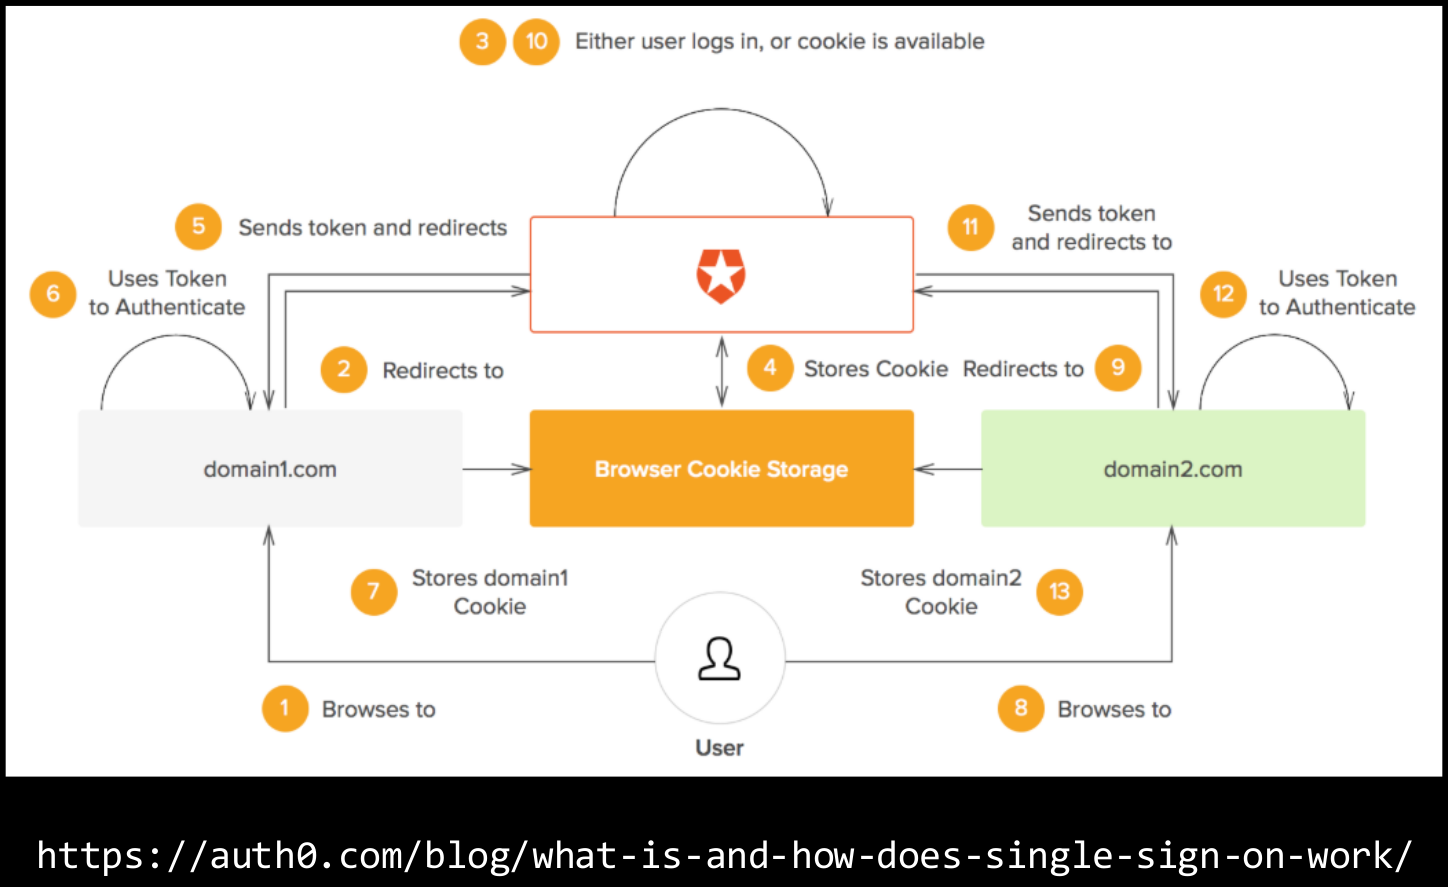 3 10 Either user logs in, or cookie is available
5 Sends token and redirects
11 Sends token
and redirects to
6 Uses Token
to Authenticate
12 Uses Token
to Authenticate
2 Redirects to
4 Stores Cookie
Redirects to 9
domain1.com
Browser Cookie Storage
domain2.com
7 Stores domain1
Cookie
Stores domain2 13
Cookie
1 Browses to
8 Browses to
User
https://auth0.com/blog/what-is-and-how-does-single-sign-on-work/